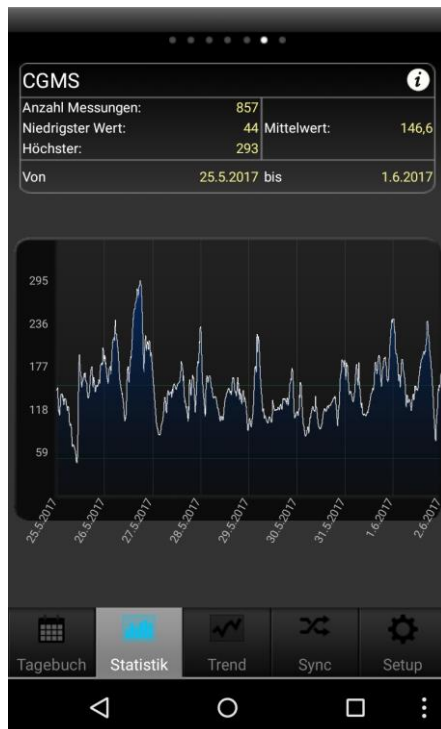 CGMS i
Anzahl Messungen: 857
Niedrigster Wert: 44 Mittelwert: 146,6
Höchster: 293
Von 25.5.2017 bis 1.6.2017
295
236
177
118
59
25.5.2017 26.5.2017 27.5.2017 28.5.2017 29.5.2017 30.5.2017 31.5.2017 1.6.2017 2.6.2017
Tagebuch Statistik Trend Sync Setup